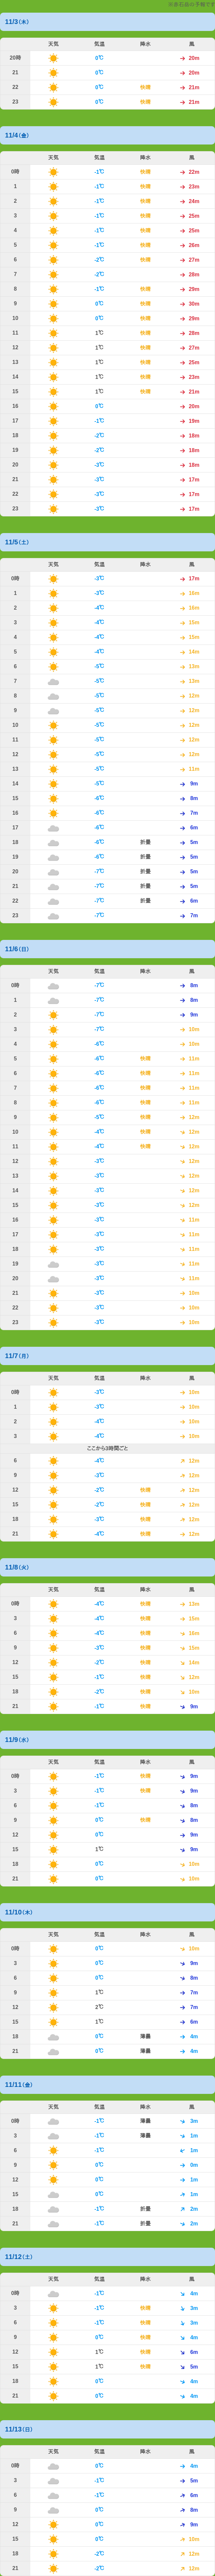 11/3(木)
天気 気温 降水 風
20時 0℃ 20m
21 0℃ 20m
22 0℃ 快晴 21m
23 0℃ 快晴 21m
11/4(金)
天気 気温 降水 風
0時 -1℃ 快晴 22m
1 -1℃ 快晴 23m
2 -1℃ 快晴 24m
3 -1℃ 快晴 25m
4 -1℃ 快晴 25m
5 -1℃ 快晴 26m
6 -2℃ 快晴 27m
7 -2℃ 28m
8 -1℃ 快晴 29m
9 0℃ 快晴 30m
10 0℃ 快晴 29m
11 1℃ 快晴 28m
12 1℃ 快晴 27m
13 1℃ 快晴 25m
14 1℃ 快晴 23m
15 1℃ 快晴 21m
16 0℃ 20m
17 -1℃ 19m
18 -2℃ 18m
19 -2℃ 18m
20 -3℃ 18m
21 -3℃ 17m
22 -3℃ 17m
23 -3℃ 17m
11/5(土)
天気 気温 降水 風
0時 -3℃ 17m
1 -3℃ 16m
2 -4℃ 16m
3 -4℃ 15m
4 -4℃ 15m
5 -4℃ 14m
6 -5℃ 13m
7 -5℃ 13m
8 -5℃ 12m
9 -5℃ 12m
10 -5℃ 12m
11 -5℃ 12m
12 -5℃ 12m
13 -5℃ 11m
14 -5℃ 9m
15 -6℃ 8m
16 -6℃ 7m
17 -6℃ 6m
18 -6℃ 折曇 5m
19 -6℃ 折曇 5m
20 -7℃ 折曇 5m
21 -7℃ 折曇 5m
22 -7℃ 折曇 6m
23 -7℃ 7m
11/6(日)
天気 気温 降水 風
0時 -7℃ 8m
1 -7℃ 8m
2 -7℃ 9m
3 -7℃ 10m
4 -6℃ 10m
5 -6℃ 快晴 11m
6 -6℃ 快晴 11m
7 -6℃ 快晴 11m
8 -6℃ 快晴 11m
9 -5℃ 快晴 12m
10 -4℃ 快晴 12m
11 -4℃ 快晴 12m
12 -3℃ 12m
13 -3℃ 12m
14 -3℃ 12m
15 -3℃ 12m
16 -3℃ 11m
17 -3℃ 11m
18 -3℃ 11m
19 -3℃ 11m
20 -3℃ 11m
21 -3℃ 10m
22 -3℃ 10m
23 -3℃ 10m
11/7(月)
天気 気温 降水 風
0時 -3℃ 10m
1 -3℃ 10m
2 -4℃ 10m
3 -4℃ 10m
ここから3時間ごと
6 -4℃ 12m
9 -3℃ 12m
12 -2℃ 快晴 12m
15 -2℃ 快晴 12m
18 -3℃ 快晴 12m
21 -4℃ 快晴 12m
11/8(火)
天気 気温 降水 風
0時 -4℃ 快晴 13m
3 -4℃ 快晴 15m
6 -4℃ 快晴 16m
9 -3℃ 快晴 15m
12 -2℃ 快晴 14m
15 -1℃ 快晴 12m
18 -2℃ 快晴 10m
21 -1℃ 快晴 9m
11/9(水)
天気 気温 降水 風
0時 -1℃ 快晴 9m
3 -1℃ 快晴 9m
6 -1℃ 8m
9 0℃ 快晴 8m
12 0℃ 9m
15 1℃ 9m
18 0℃ 10m
21 0℃ 10m
11/10(木)
天気 気温 降水 風
0時 0℃ 10m
3 0℃ 9m
6 0℃ 8m
9 1℃ 7m
12 2℃ 7m
15 1℃ 6m
18 0℃ 薄曇 4m
21 0℃ 薄曇 4m
11/11(金)
天気 気温 降水 風
0時 -1℃ 薄曇 3m
3 -1℃ 薄曇 1m
6 -1℃ 1m
9 0℃ 0m
12 0℃ 1m
15 0℃ 1m
18 -1℃ 折曇 2m
21 -1℃ 折曇 2m
11/12(土)
天気 気温 降水 風
0時 -1℃ 4m
3 -1℃ 快晴 3m
6 -1℃ 快晴 3m
9 0℃ 快晴 4m
12 1℃ 快晴 6m
15 1℃ 快晴 5m
18 0℃ 4m
21 0℃ 4m
11/13(日)
天気 気温 降水 風
0時 0℃ 4m
3 -1℃ 5m
6 -1℃ 6m
9 0℃ 8m
12 0℃ 9m
15 0℃ 10m
18 -2℃ 12m
21 -2℃ 12m